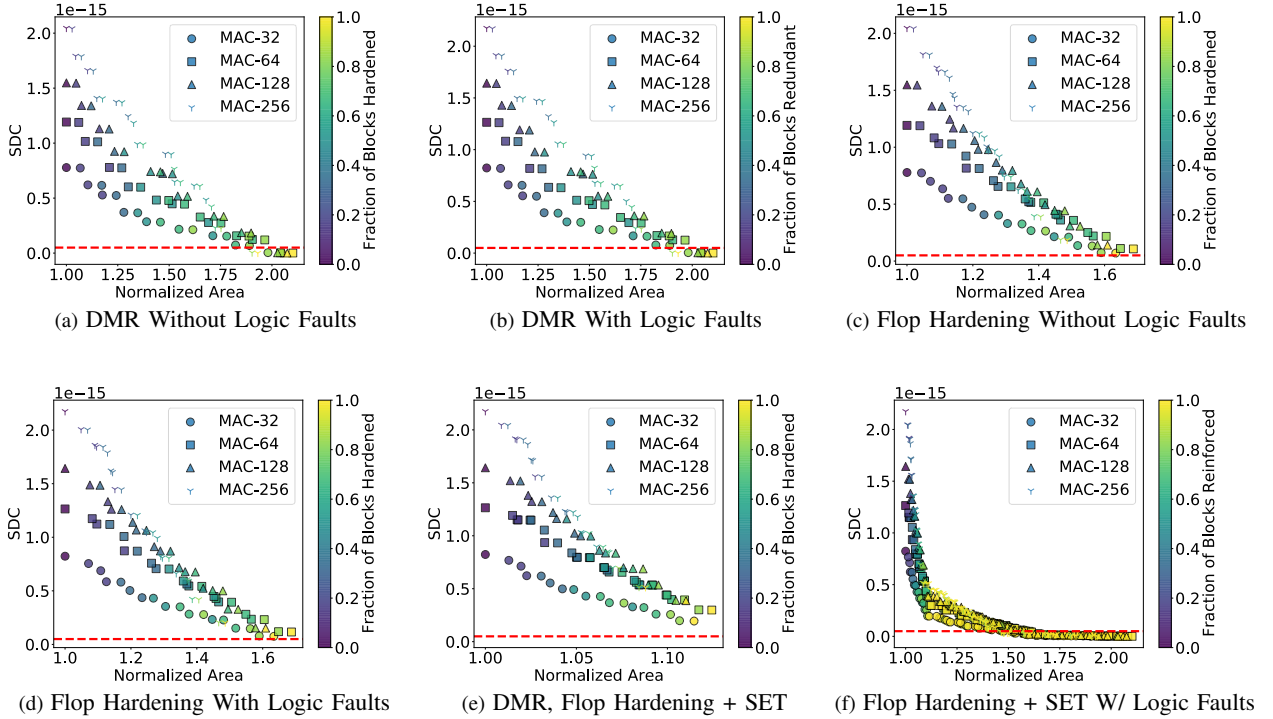 1e−15
SDC
2.0
1.5
1.0
0.5
0.0
1.00 1.25 1.50 1.75 2.00
Normalized Area
MAC-32
MAC-64
MAC-128
MAC-256
1.0
0.8
0.6
0.4
0.2
0.0
Fraction of Blocks Hardened
(a) DMR Without Logic Faults
1e−15
SDC
2.0
1.5
1.0
0.5
0.0
1.00 1.25 1.50 1.75 2.00
Normalized Area
MAC-32
MAC-64
MAC-128
MAC-256
1.0
0.8
0.6
0.4
0.2
0.0
Fraction of Blocks Redundant
(b) DMR With Logic Faults
1e−15
SDC
2.0
1.5
1.0
0.5
0.0
1.0 1.2 1.4 1.6
Normalized Area
MAC-32
MAC-64
MAC-128
MAC-256
1.0
0.8
0.6
0.4
0.2
0.0
Fraction of Blocks Hardened
(c) Flop Hardening Without Logic Faults
1e−15
SDC
2.0
1.5
1.0
0.5
0.0
1.0 1.2 1.4 1.6
Normalized Area
MAC-32
MAC-64
MAC-128
MAC-256
1.0
0.8
0.6
0.4
0.2
0.0
Fraction of Blocks Hardened
(d) Flop Hardening With Logic Faults
1e−15
SDC
2.0
1.5
1.0
0.5
0.0
1.00 1.05 1.10
Normalized Area
MAC-32
MAC-64
MAC-128
MAC-256
1.0
0.8
0.6
0.4
0.2
0.0
Fraction of Blocks Hardened
(e) DMR, Flop Hardening + SET
1e−15
SDC
2.0
1.5
1.0
0.5
0.0
1.00 1.25 1.50 1.75 2.00
Normalized Area
MAC-32
MAC-64
MAC-128
MAC-256
1.0
0.8
0.6
0.4
0.2
0.0
Fraction of Blocks Reinforced
(f) Flop Hardening + SET W/ Logic Faults